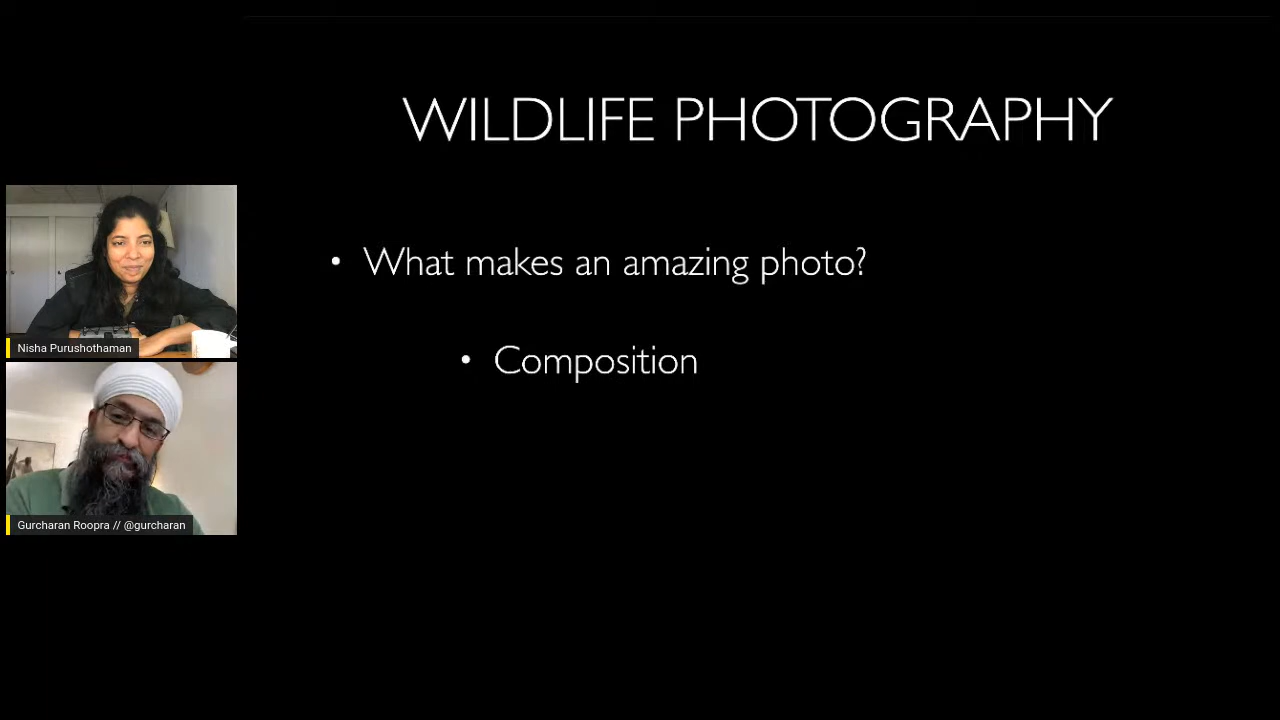 WILDLIFE PHOTOGRAPHY
• What makes an amazing photo?
• Composition
Nisha Purushothaman
Gurcharan Roopra // @gurcharan